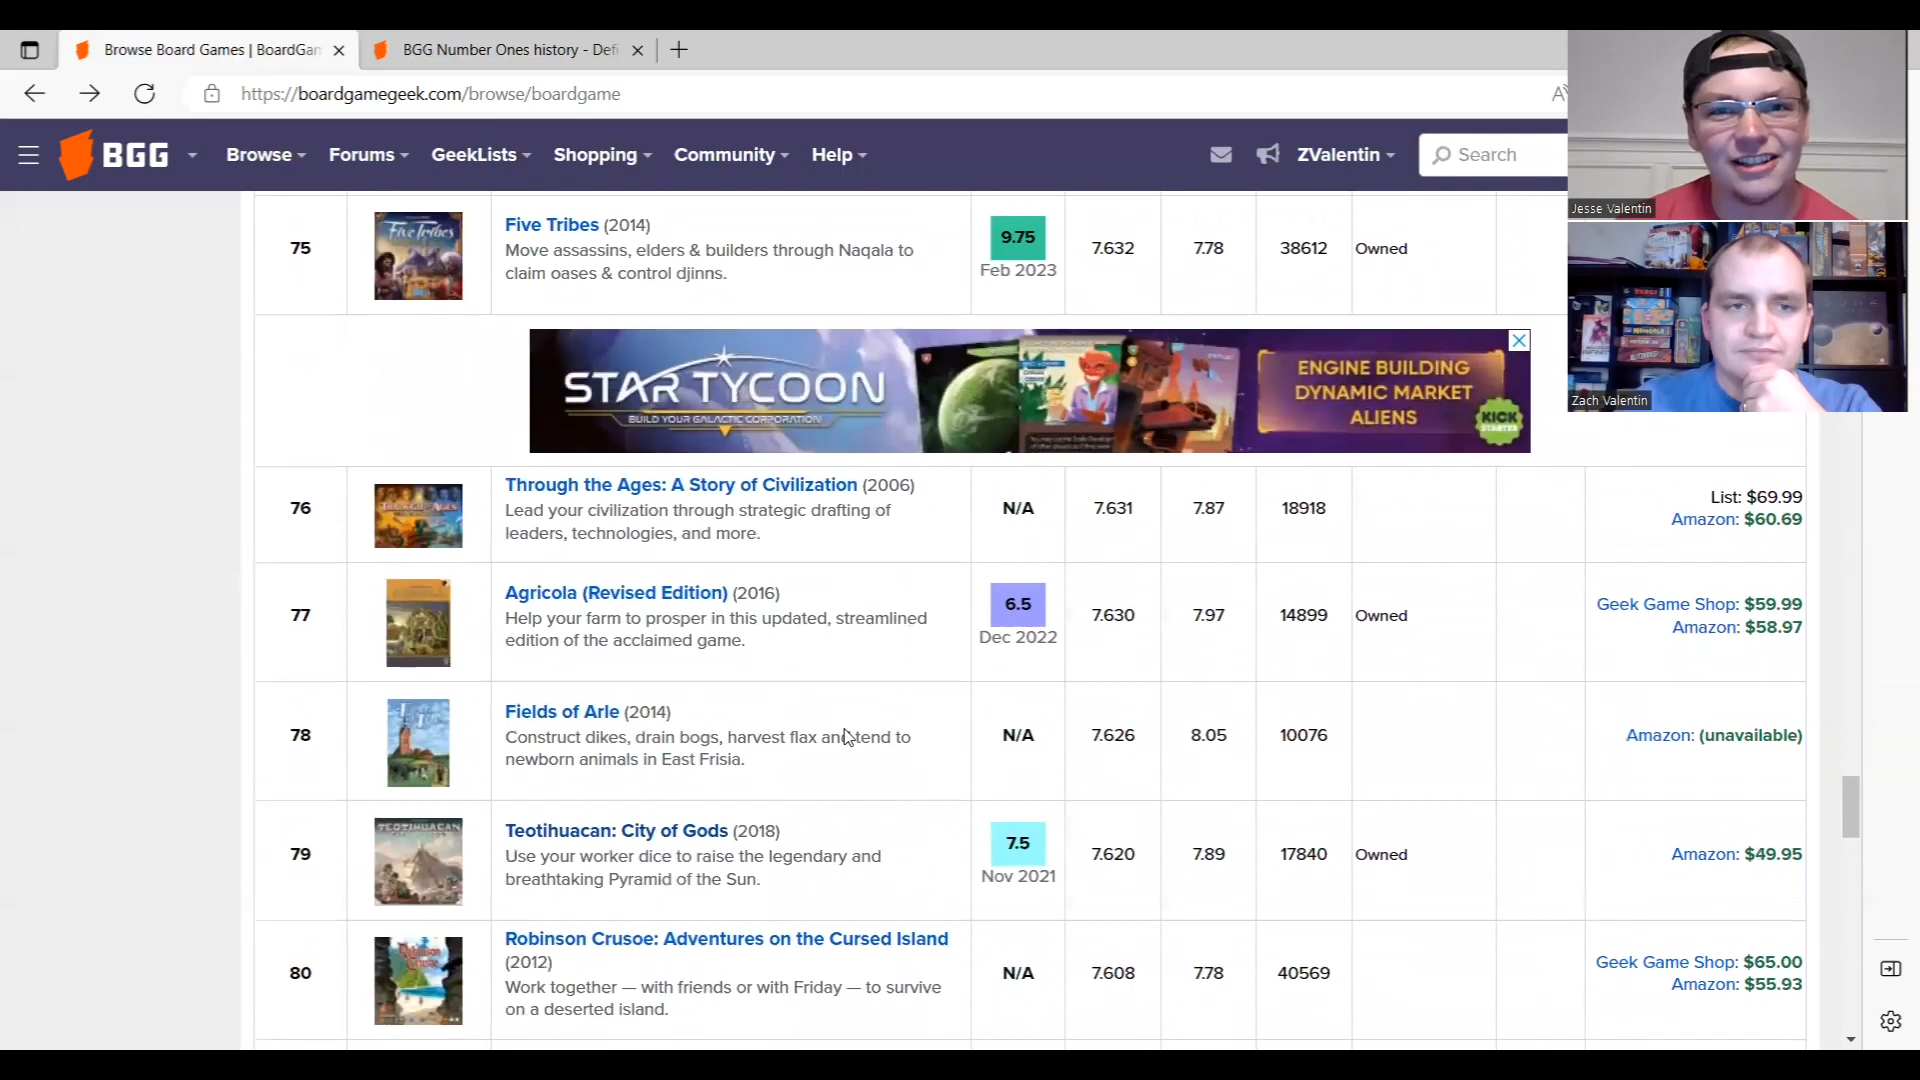 Browse Board Games | BoardGan
BGG Number Ones history - Defi
https://boardgamegeek.com/browse/boardgame
BGG
Browse
Forums
GeekLists
Shopping
Community
Help
ZValentin
Search
Jesse Valentin
Zach Valentin
75
Five Tribes
Five Tribes (2014)
Move assassins, elders & builders through Naqala to
claim oases & control djinns.
9.75
Feb 2023
7.632
7.78
38612
Owned
STAR TYCOON
BUILD YOUR GALACTIC CORPORATION!
ENGINE BUILDING
DYNAMIC MARKET
ALIENS
KICK
STARTER
76
THROUGH THE AGES
Through the Ages: A Story of Civilization (2006)
Lead your civilization through strategic drafting of
leaders, technologies, and more.
N/A
7.631
7.87
18918
List: $69.99
Amazon: $60.69
77
Agricola (Revised Edition) (2016)
Help your farm to prosper in this updated, streamlined
edition of the acclaimed game.
6.5
Dec 2022
7.630
7.97
14899
Owned
Geek Game Shop: $59.99
Amazon: $58.97
78
Fields of Arle (2014)
Construct dikes, drain bogs, harvest flax and tend to
newborn animals in East Frisia.
N/A
7.626
8.05
10076
Amazon: (unavailable)
79
TEOTIHUACAN
Teotihuacan: City of Gods (2018)
Use your worker dice to raise the legendary and
breathtaking Pyramid of the Sun.
7.5
Nov 2021
7.620
7.89
17840
Owned
Amazon: $49.95
80
Robinson Crusoe
Robinson Crusoe: Adventures on the Cursed Island
(2012)
Work together — with friends or with Friday — to survive
on a deserted island.
N/A
7.608
7.78
40569
Geek Game Shop: $65.00
Amazon: $55.93